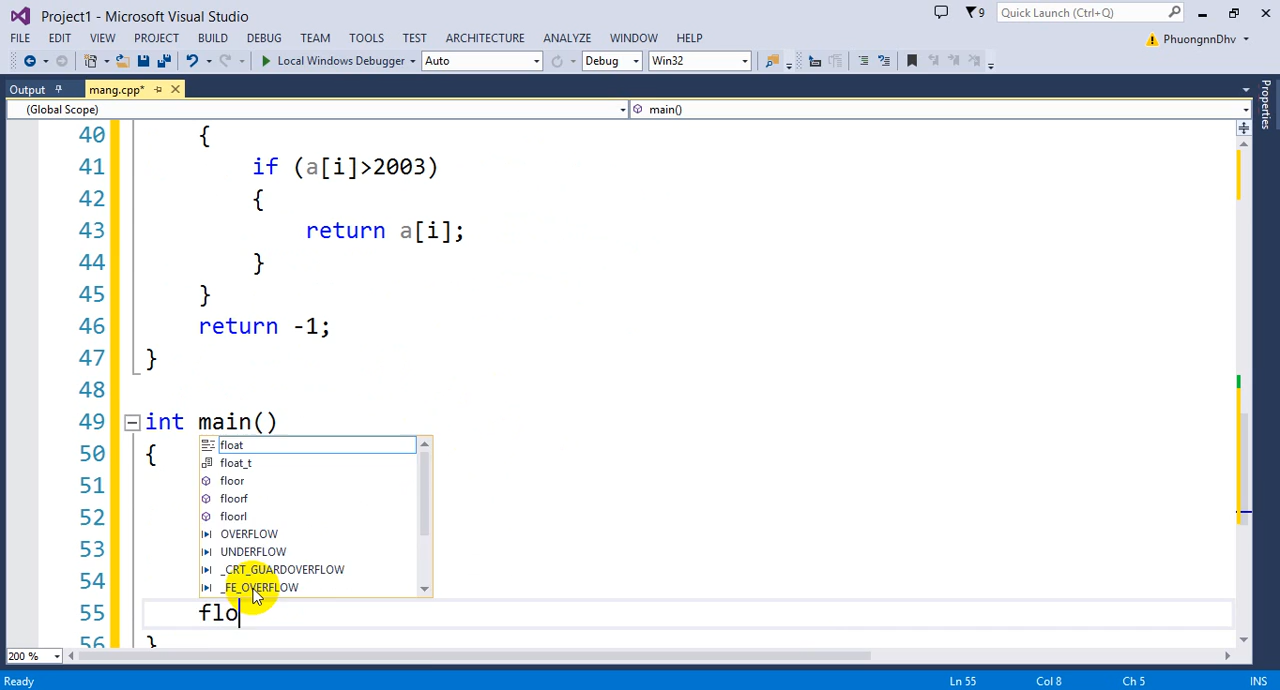 Project1 - Microsoft Visual Studio
9
Quick Launch (Ctrl+Q)
FILE EDIT VIEW PROJECT BUILD DEBUG TEAM TOOLS TEST ARCHITECTURE ANALYZE WINDOW HELP
PhuongnnDhv
Local Windows Debugger Auto Debug Win32
Output mang.cpp*
Properties
(Global Scope) main()
40 {
41 if (a[i]>2003)
42 {
43 return a[i];
44 }
45 }
46 return -1;
47 }
48
49 int main()
50 {
51
52
53
54
float
float_t
floor
floorf
floorl
OVERFLOW
UNDERFLOW
_CRT_GUARDOVERFLOW
_FE_OVERFLOW
55 flo
56 }
200 %
Ready Ln 55 Col 8 Ch 5 INS